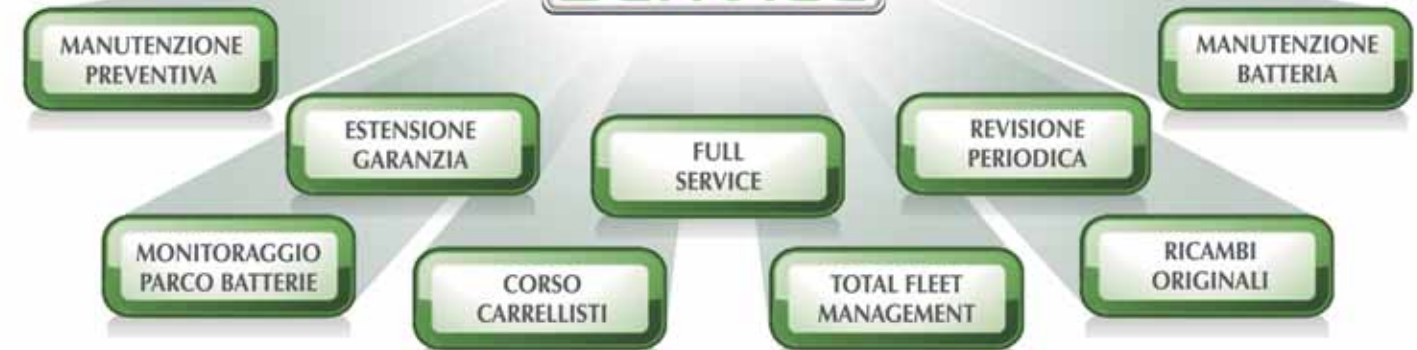 MANUTENZIONE
PREVENTIVA
MANUTENZIONE
BATTERIA
ESTENSIONE
GARANZIA
FULL
SERVICE
REVISIONE
PERIODICA
MONITORAGGIO
PARCO BATTERIE
CORSO
CARRELLISTI
TOTAL FLEET
MANAGEMENT
RICAMBI
ORIGINALI